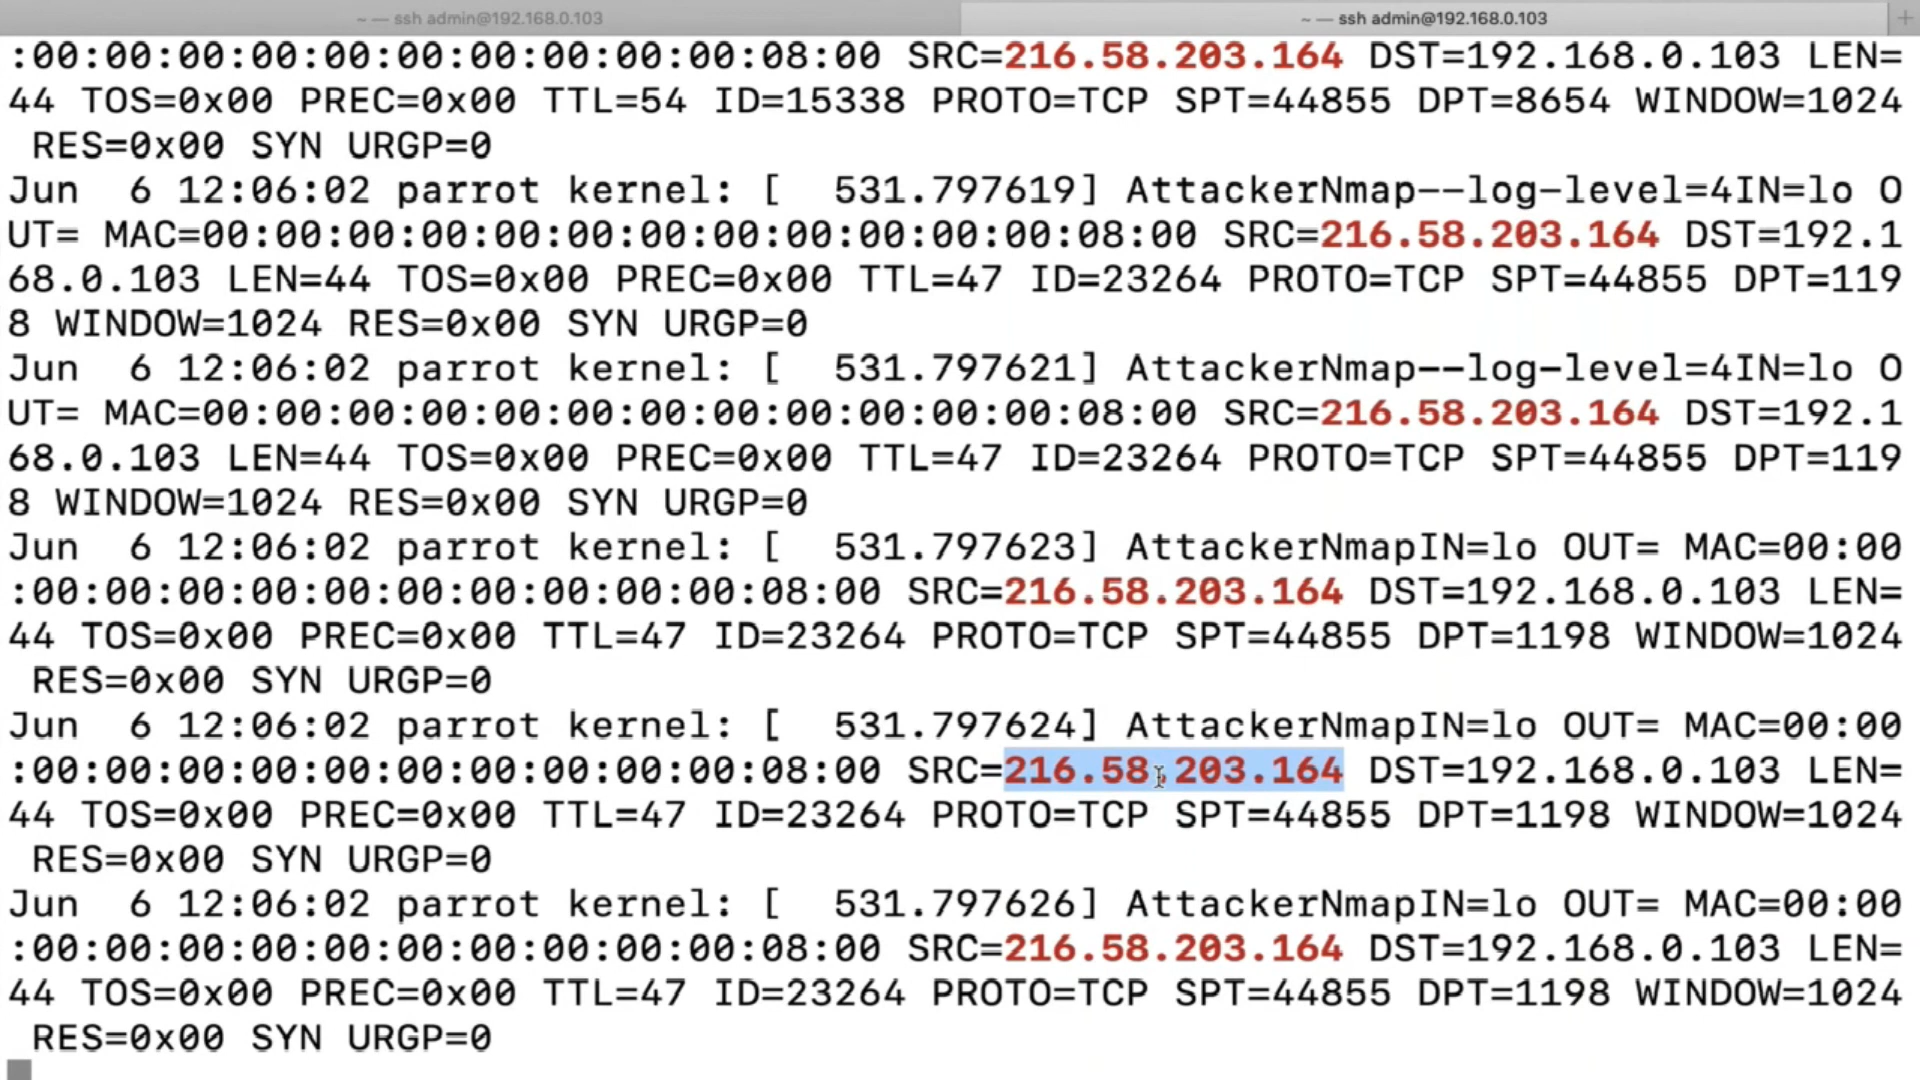 ~ — ssh admin@192.168.0.103
~ — ssh admin@192.168.0.103 +
:00:00:00:00:00:00:00:00:00:00:08:00 SRC=216.58.203.164 DST=192.168.0.103 LEN=
44 TOS=0x00 PREC=0x00 TTL=54 ID=15338 PROTO=TCP SPT=44855 DPT=8654 WINDOW=1024
 RES=0x00 SYN URGP=0
Jun  6 12:06:02 parrot kernel: [  531.797619] AttackerNmap--log-level=4IN=lo O
UT= MAC=00:00:00:00:00:00:00:00:00:00:00:00:08:00 SRC=216.58.203.164 DST=192.1
68.0.103 LEN=44 TOS=0x00 PREC=0x00 TTL=47 ID=23264 PROTO=TCP SPT=44855 DPT=119
8 WINDOW=1024 RES=0x00 SYN URGP=0
Jun  6 12:06:02 parrot kernel: [  531.797621] AttackerNmap--log-level=4IN=lo O
UT= MAC=00:00:00:00:00:00:00:00:00:00:00:00:08:00 SRC=216.58.203.164 DST=192.1
68.0.103 LEN=44 TOS=0x00 PREC=0x00 TTL=47 ID=23264 PROTO=TCP SPT=44855 DPT=119
8 WINDOW=1024 RES=0x00 SYN URGP=0
Jun  6 12:06:02 parrot kernel: [  531.797623] AttackerNmapIN=lo OUT= MAC=00:00
:00:00:00:00:00:00:00:00:00:00:08:00 SRC=216.58.203.164 DST=192.168.0.103 LEN=
44 TOS=0x00 PREC=0x00 TTL=47 ID=23264 PROTO=TCP SPT=44855 DPT=1198 WINDOW=1024
 RES=0x00 SYN URGP=0
Jun  6 12:06:02 parrot kernel: [  531.797624] AttackerNmapIN=lo OUT= MAC=00:00
:00:00:00:00:00:00:00:00:00:00:08:00 SRC=216.58.203.164 DST=192.168.0.103 LEN=
44 TOS=0x00 PREC=0x00 TTL=47 ID=23264 PROTO=TCP SPT=44855 DPT=1198 WINDOW=1024
 RES=0x00 SYN URGP=0
Jun  6 12:06:02 parrot kernel: [  531.797626] AttackerNmapIN=lo OUT= MAC=00:00
:00:00:00:00:00:00:00:00:00:00:08:00 SRC=216.58.203.164 DST=192.168.0.103 LEN=
44 TOS=0x00 PREC=0x00 TTL=47 ID=23264 PROTO=TCP SPT=44855 DPT=1198 WINDOW=1024
 RES=0x00 SYN URGP=0